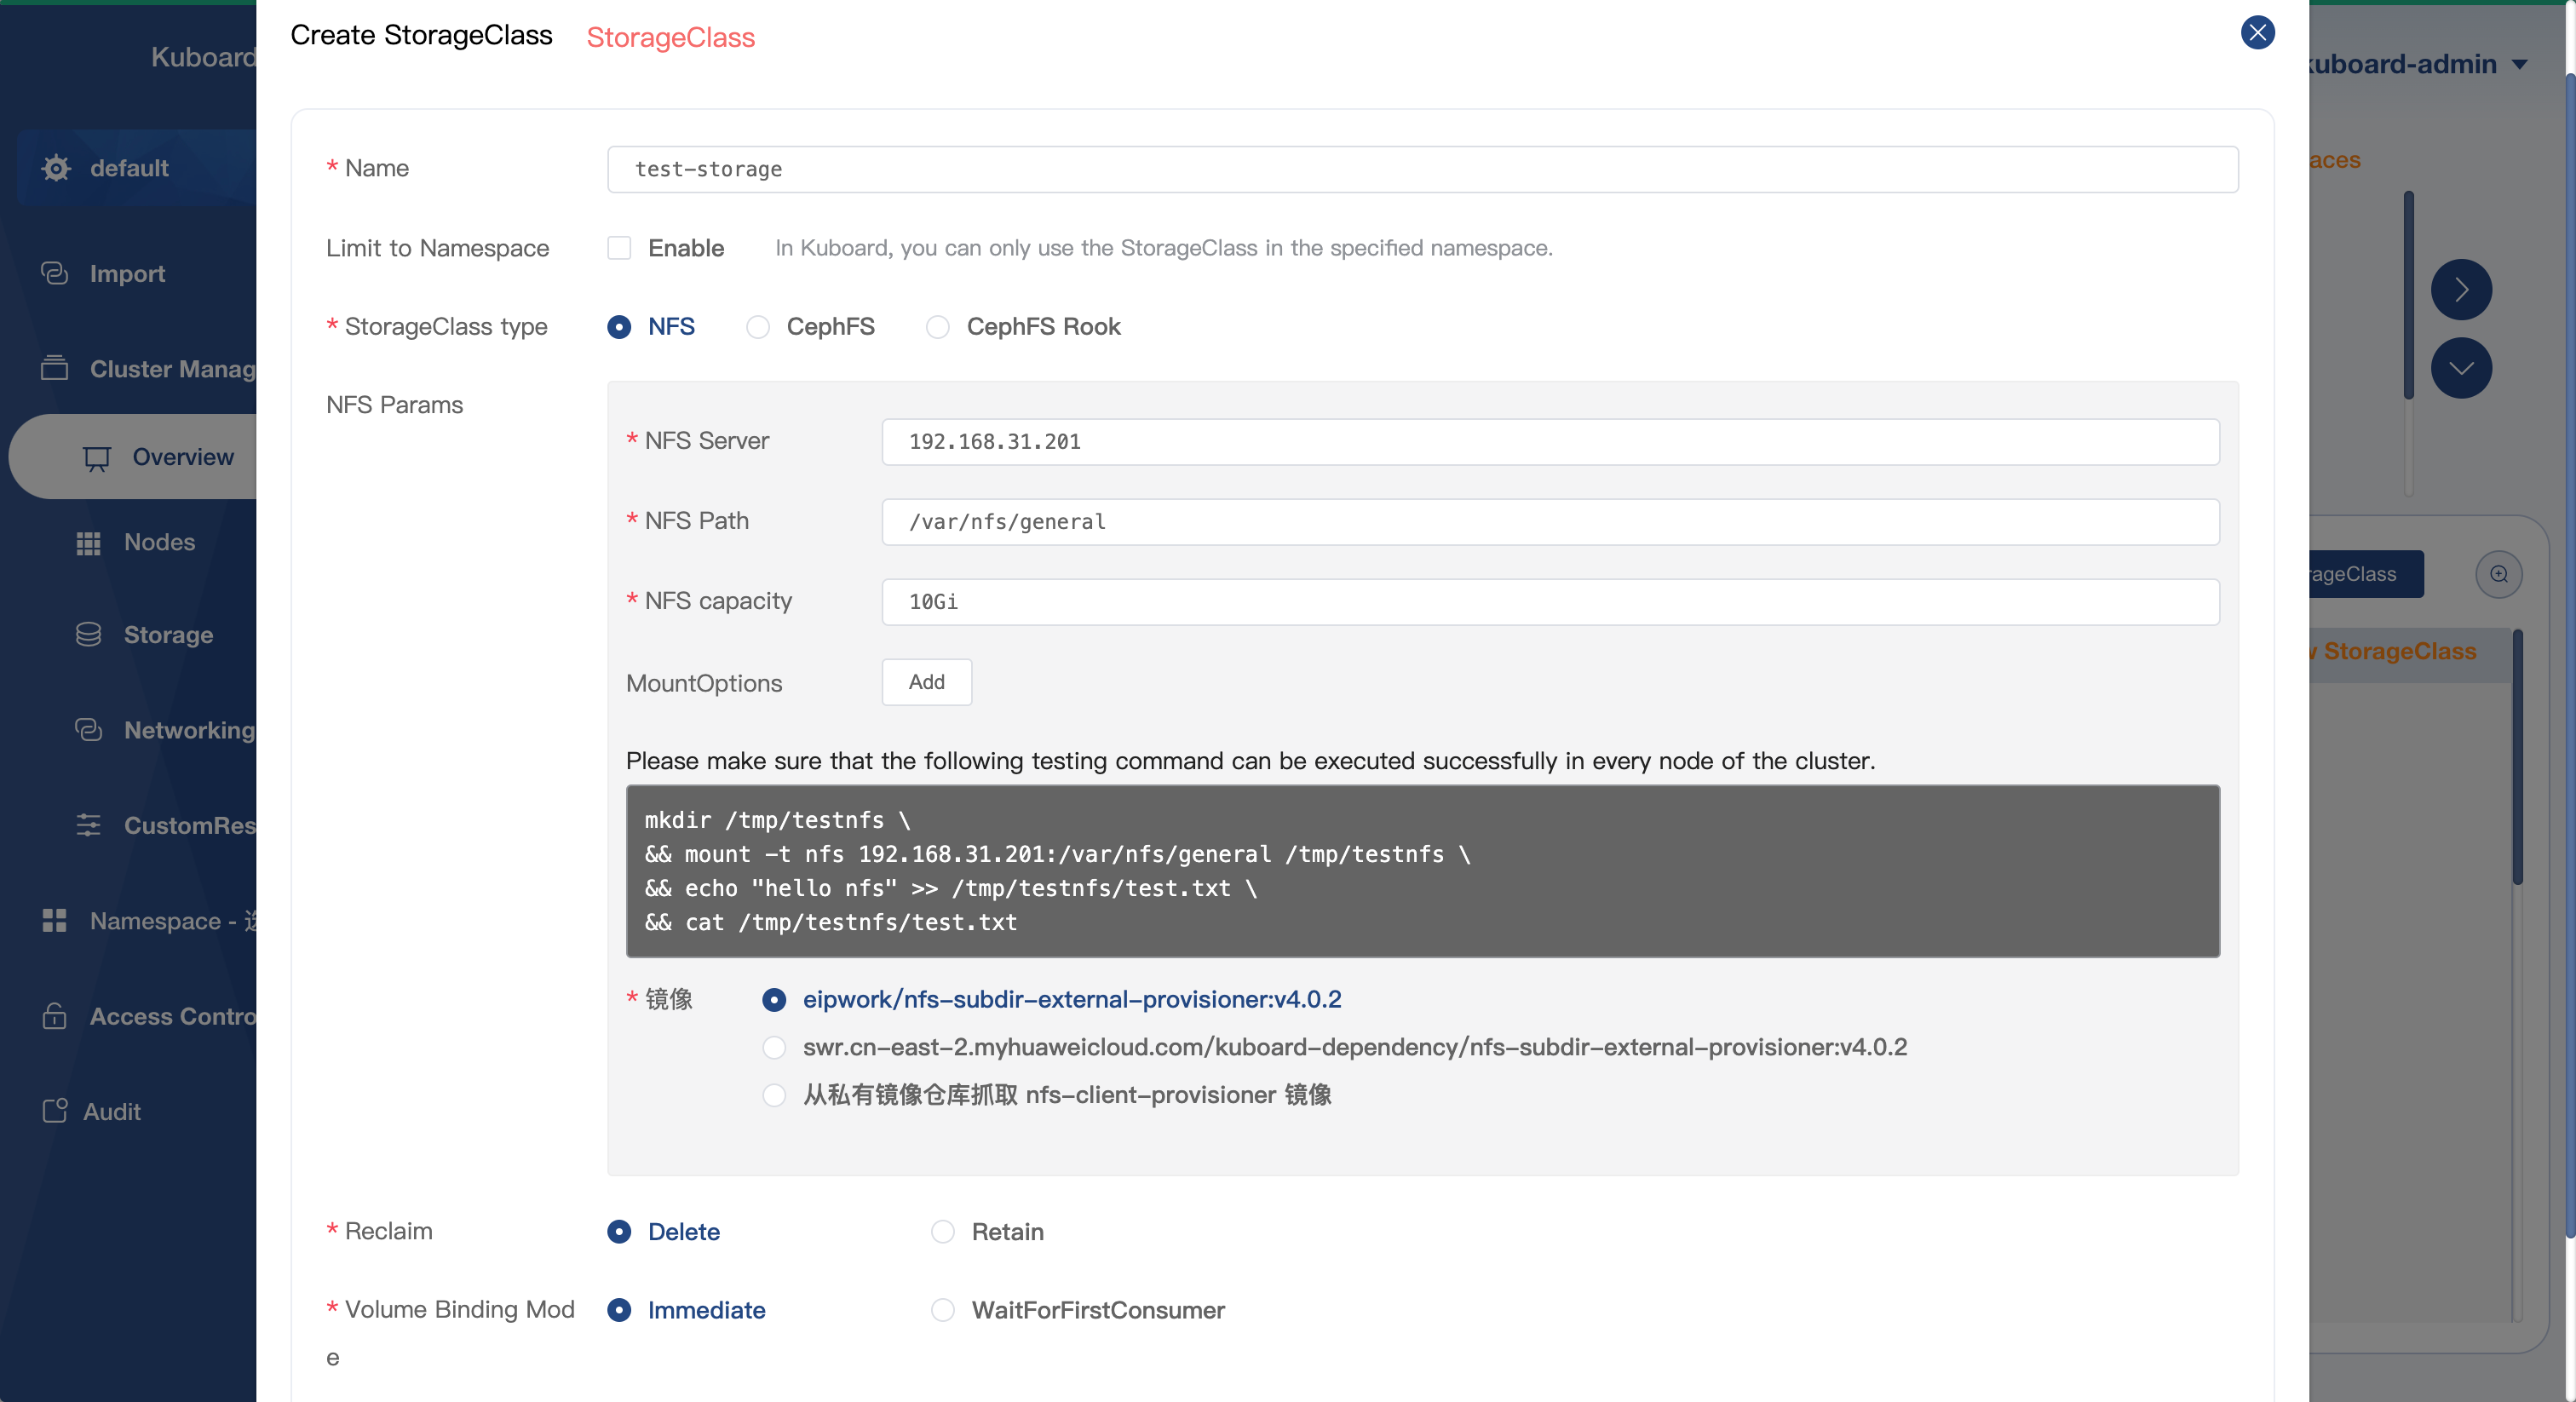 Create StorageClass StorageClass
Kuboard
kuboard-admin
default
Import
Cluster Manag
Overview
Nodes
Storage
Networking
CustomRes
Namespace -
Access Contro
Audit
* Name test-storage
Limit to Namespace Enable In Kuboard, you can only use the StorageClass in the specified namespace.
* StorageClass type NFS CephFS CephFS Rook
NFS Params
* NFS Server 192.168.31.201
* NFS Path /var/nfs/general
* NFS capacity 10Gi
MountOptions Add
Please make sure that the following testing command can be executed successfully in every node of the cluster.
mkdir /tmp/testnfs \
&& mount -t nfs 192.168.31.201:/var/nfs/general /tmp/testnfs \
&& echo "hello nfs" >> /tmp/testnfs/test.txt \
&& cat /tmp/testnfs/test.txt
* 镜像 eipwork/nfs-subdir-external-provisioner:v4.0.2
swr.cn-east-2.myhuaweicloud.com/kuboard-dependency/nfs-subdir-external-provisioner:v4.0.2
从私有镜像仓库抓取 nfs-client-provisioner 镜像
* Reclaim Delete Retain
* Volume Binding Mod
e
Immediate WaitForFirstConsumer
aces
rageClass
StorageClass